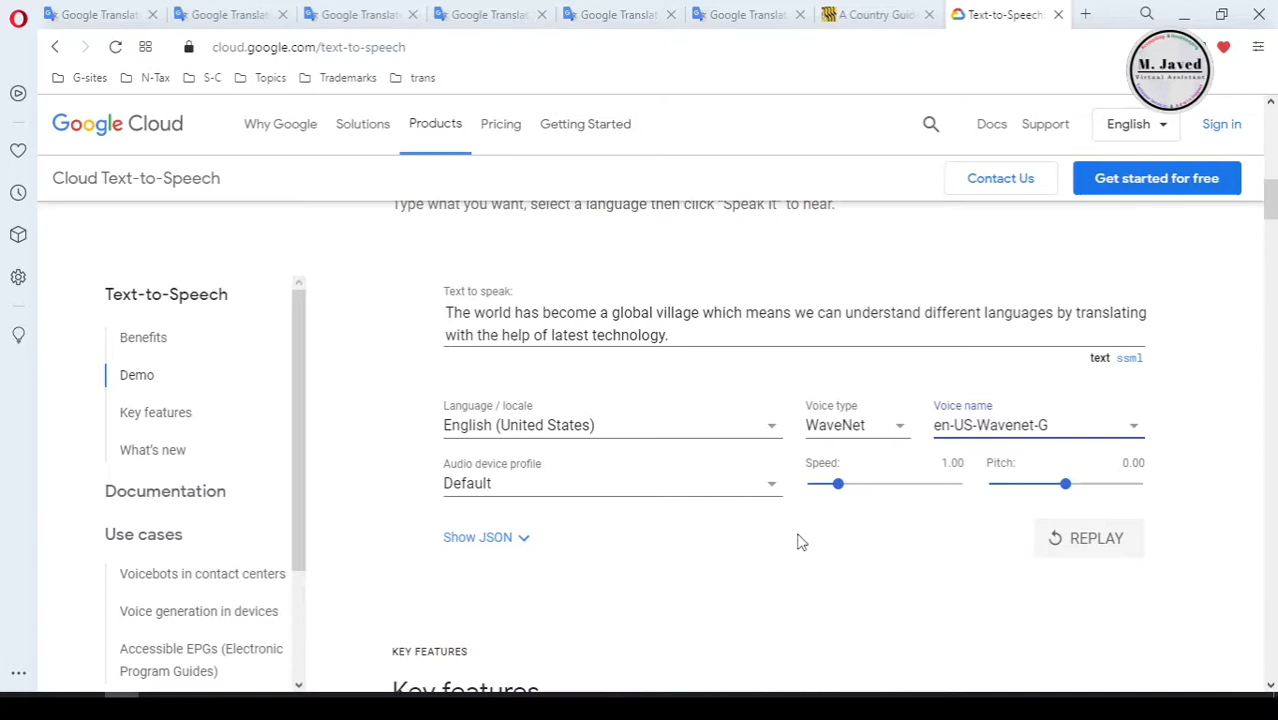 Google Translat
Google Translat
Google Translat
Google Translat
Google Translat
Google Translat
A Country Guid
Text-to-Speech
cloud.google.com/text-to-speech
G-sites
N-Tax
S-C
Topics
Trademarks
trans
M. Javed
Virtual Assistant
Google Cloud
Why Google
Solutions
Products
Pricing
Getting Started
Docs
Support
English
Sign in
Cloud Text-to-Speech
Contact Us
Get started for free
Type what you want, select a language then click "Speak It" to hear.
Text-to-Speech
Benefits
Demo
Key features
What's new
Documentation
Use cases
Voicebots in contact centers
Voice generation in devices
Accessible EPGs (Electronic
Program Guides)
Text to speak:
The world has become a global village which means we can understand different languages by translating
with the help of latest technology.
text ssml
Language / locale
English (United States)
Voice type
WaveNet
Voice name
en-US-Wavenet-G
Audio device profile
Default
Speed: 1.00
Pitch: 0.00
Show JSON
REPLAY
KEY FEATURES
Key features